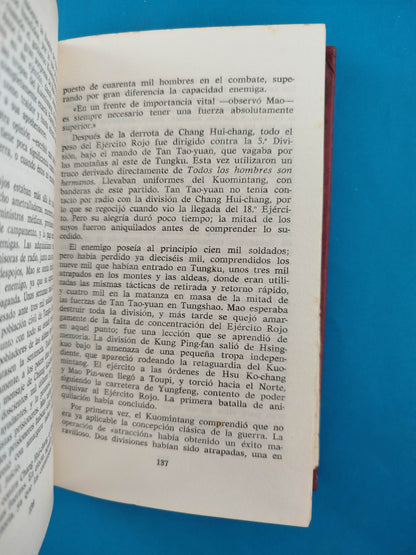 puesto de cuarenta mil hombres en el combate, supe-
rando por gran diferencia la capacidad enemiga.
«En un frente de importancia vital —observó Mao—
es siempre necesario tener una fuerza absolutamente
superior.»
Después de la derrota de Chang Hui-chang, todo el
peso del Ejército Rojo fue dirigido contra la 5.ª Divi-
sión, bajo el mando de Tan Tao-yuan, que vagaba por
las montañas al este de Tungku. Esta vez utilizaron un
truco derivado directamente de Todos los hombres son
hermanos. Llevaban uniformes del Kuomintang, con
banderas de este partido. Tan Tao-yuan no tenía con-
tacto por radio con la división de Chang Hui-chang, por
lo que se regocijó cuando vio la llegada del 18.º Ejérci-
to. Pero su alegría duró poco tiempo; la mitad de los
suyos fueron aniquilados antes de comprender lo su-
cedido.
El enemigo poseía al principio cien mil soldados;
pero había perdido ya dieciséis mil, comprendidos los
nueve mil que habían entrado en Tungku, unos tres mil
atrapados en los montes y las aldeas, donde eran utili-
zadas las mismas tácticas de retirada y retorno rápido,
y cuatro mil en la matanza en masa de la mitad de
las fuerzas de Tan Tao-yuan en Tungshao. Mao esperaba
destruir toda la división, y más tarde se quejó amar-
gamente de la falta de concentración del Ejército Rojo
en aquel punto; fue una lección que se aprendió de
memoria. La división de Kung Ping-fan salió de Hsing-
kuo bajo la amenaza de una pequeña tropa indepen-
diente, que apareció rodeando la retaguardia del Kuo-
mintang. El ejército a las órdenes de Hsu Ko-chang
y Mao Pin-wen llegó a Toupi, y torció hacia el Norte,
siguiendo la carretera de Yungfeng, contento de poder
esquivar al Ejército Rojo. La primera batalla de ani-
quilación había concluido.
Por primera vez, el Kuomintang comprendió que no
era ya aplicable la concepción clásica de la guerra. La
operación de «atracción» había obtenido un éxito ma-
ravilloso. Dos divisiones habían sido atrapadas, una en
137